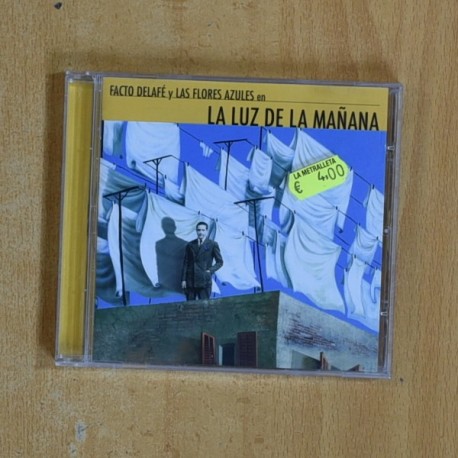 FACTO DELAFÉ y LAS FLORES AZULES en
LA LUZ DE LA MAÑANA
LA METRALLETA
€ 4.00